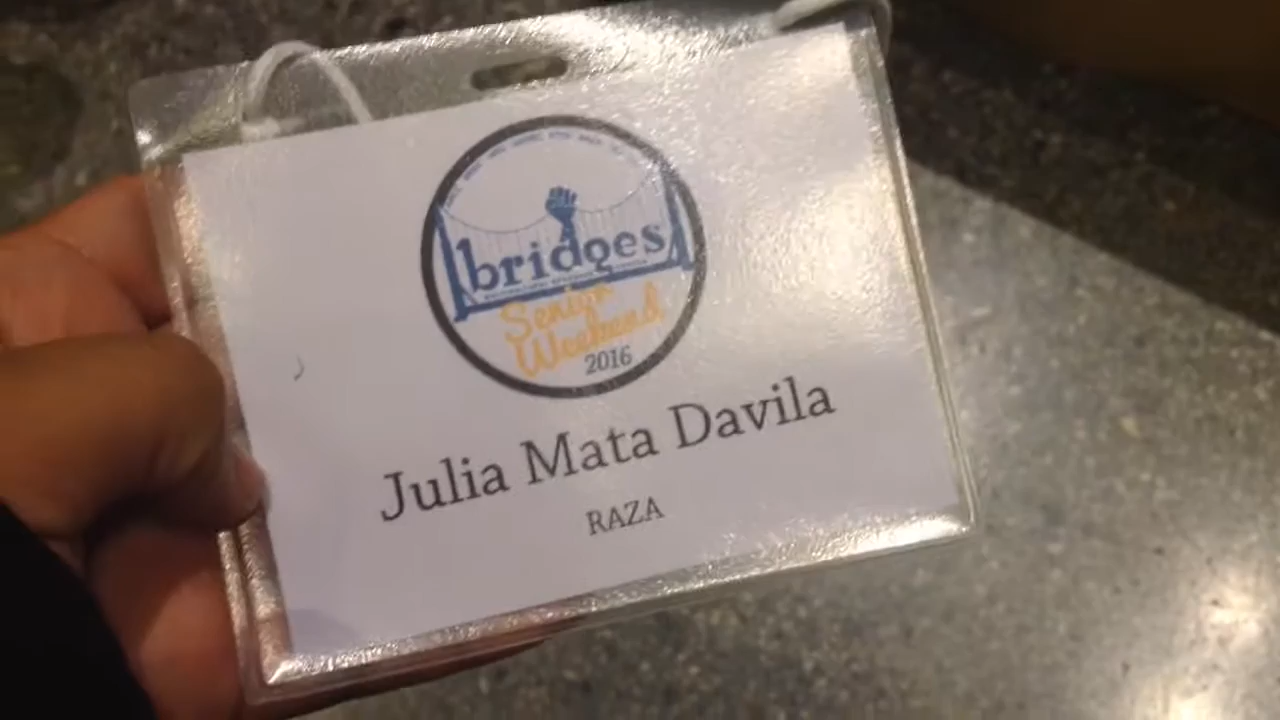 bridges
Senior
Weekend
2016
Julia Mata Davila
RAZA